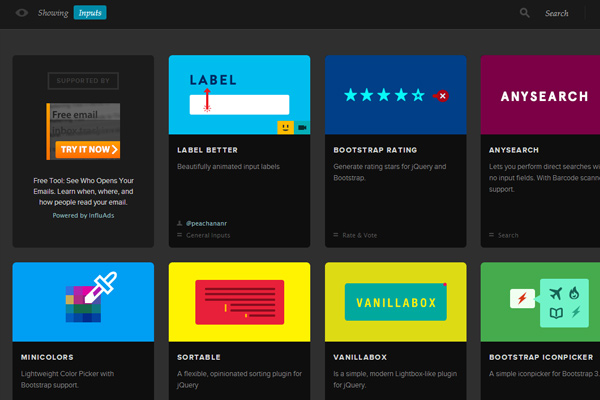 Showing Inputs
Search
SUPPORTED BY
Free email
inbox
TRY IT NOW
Free Tool: See Who Opens Your
Emails. Learn when, where, and
how people read your email.
Powered by InfluAds
LABEL
LABEL BETTER
Beautifully animated input labels
@peachananr
General Inputs
BOOTSTRAP RATING
Generate rating stars for jQuery and
Bootstrap.
Rate & Vote
ANYSEARCH
ANYSEARCH
Lets you perform direct searches wi
no input fields. With Barcode scann
support.
Search
MINICOLORS
Lightweight Color Picker with
Bootstrap support.
SORTABLE
A flexible, opinionated sorting plugin for
jQuery
VANILLABOX
VANILLABOX
Is a simple, modern Lightbox-like plugin
for jQuery.
BOOTSTRAP ICONPICKER
A simple iconpicker for Bootstrap 3.